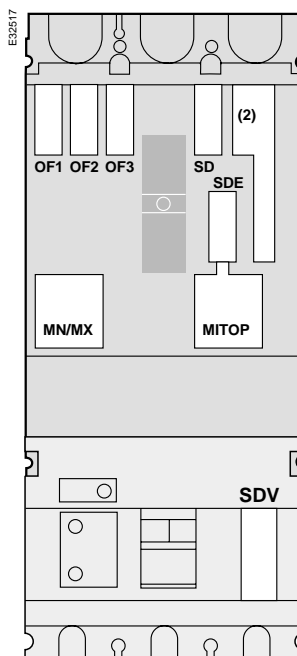 E32517
(2)
OF1 OF2 OF3 SD
SDE
MN/MX MITOP
SDV